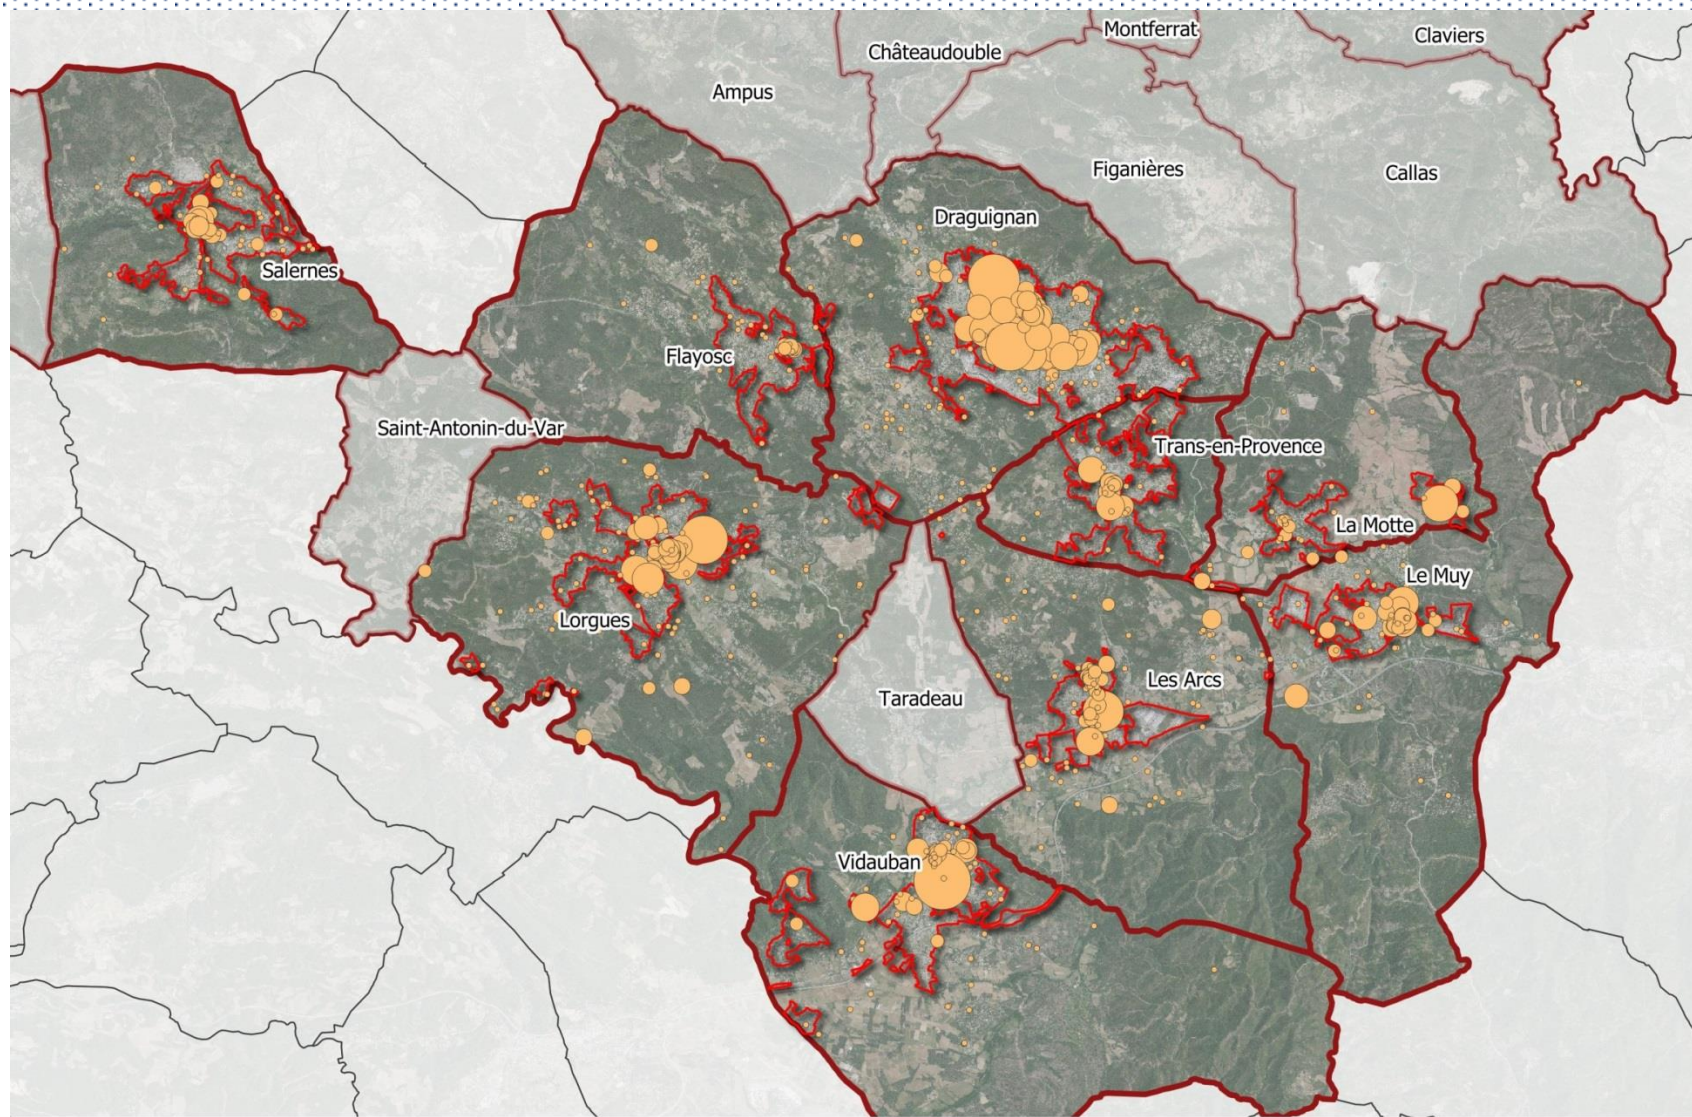 Montferrat
Claviers
Châteaudouble
Ampus
Figanières
Callas
Draguignan
Salernes
Flayosc
Saint-Antonin-du-Var
Trans-en-Provence
La Motte
Le Muy
Lorgues
Les Arcs
Taradeau
Vidauban